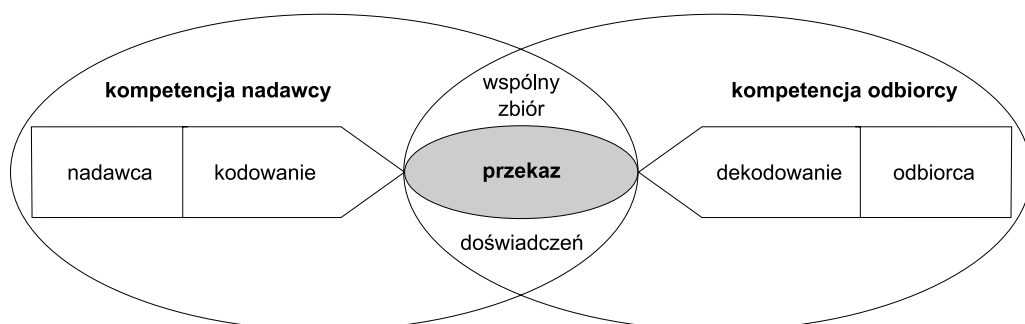 kompetencja nadawcy
wspólny
zbiór
kompetencja odbiorcy
nadawca
kodowanie
przekaz
dekodowanie
odbiorca
doświadczeń